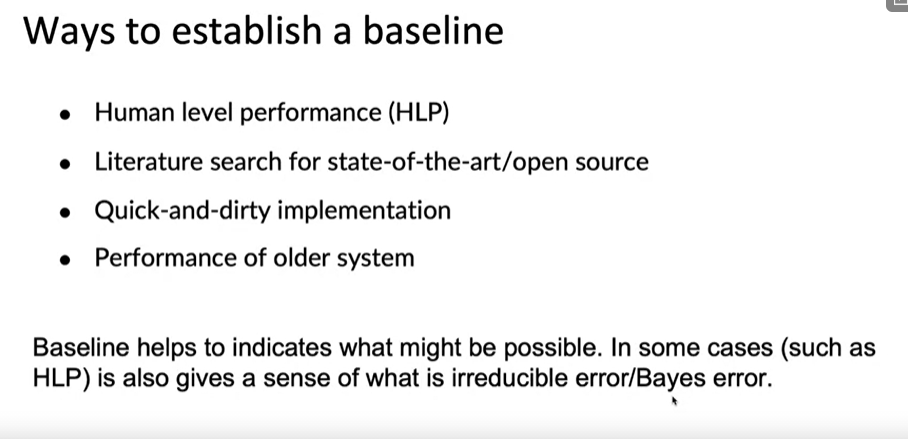 Ways to establish a baseline
• Human level performance (HLP)
• Literature search for state-of-the-art/open source
• Quick-and-dirty implementation
• Performance of older system
Baseline helps to indicates what might be possible. In some cases (such as
HLP) is also gives a sense of what is irreducible error/Bayes error.